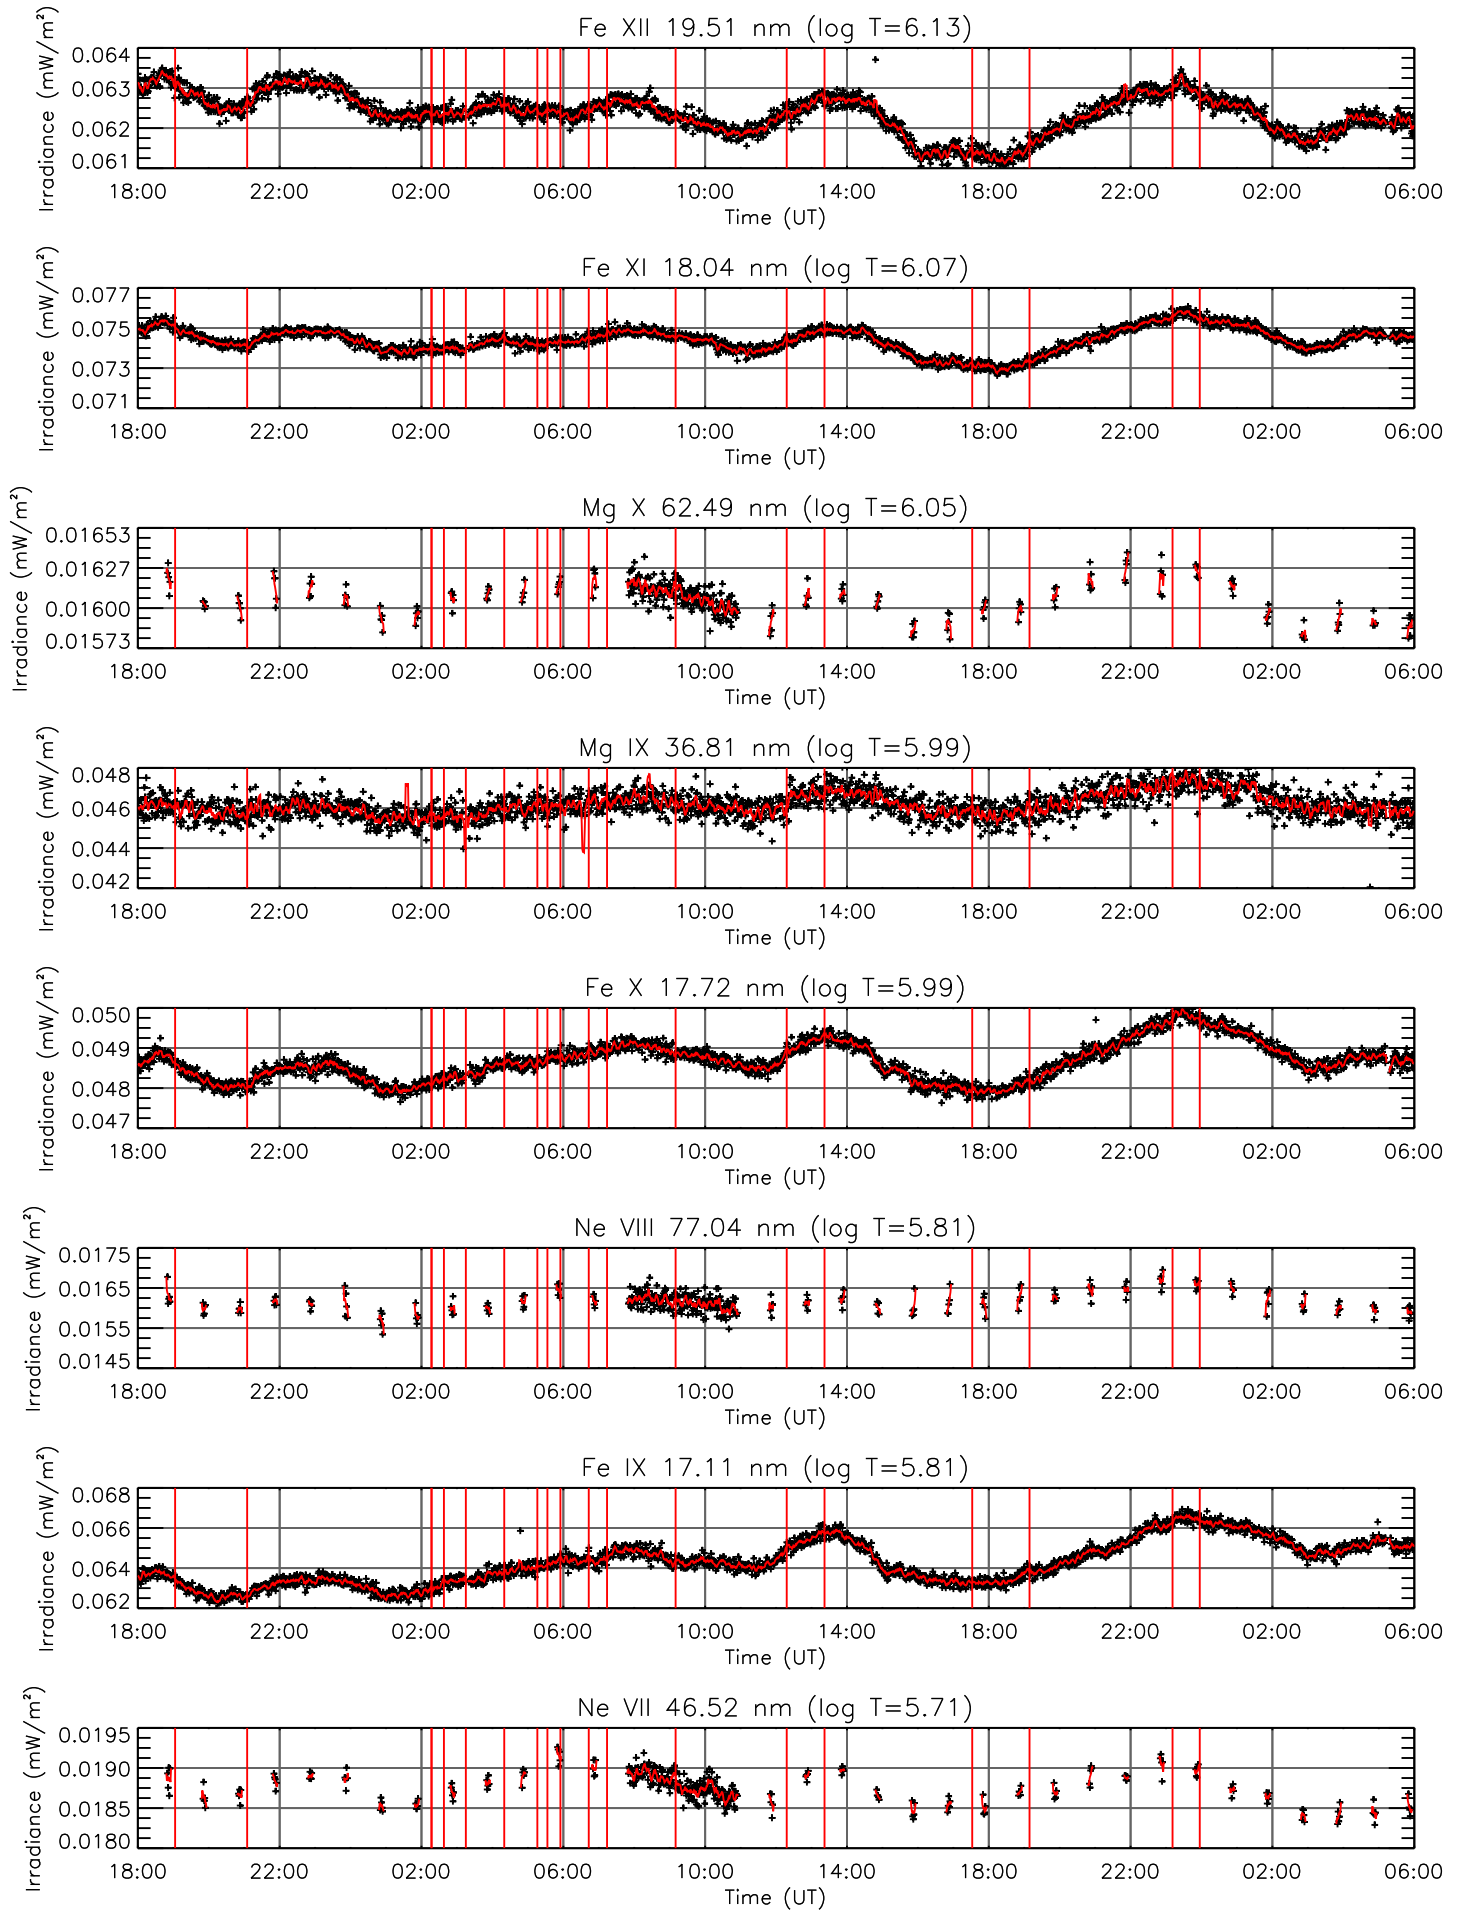 Fe XII 19.51 nm (log T=6.13)
Irradiance (mW/m²)
0.064
0.063
0.062
0.061
18:00 22:00 02:00 06:00 10:00 14:00 18:00 22:00 02:00 06:00
Time (UT)
Fe XI 18.04 nm (log T=6.07)
Irradiance (mW/m²)
0.077
0.075
0.073
0.071
18:00 22:00 02:00 06:00 10:00 14:00 18:00 22:00 02:00 06:00
Time (UT)
Mg X 62.49 nm (log T=6.05)
Irradiance (mW/m²)
0.01653
0.01627
0.01600
0.01573
18:00 22:00 02:00 06:00 10:00 14:00 18:00 22:00 02:00 06:00
Time (UT)
Mg IX 36.81 nm (log T=5.99)
Irradiance (mW/m²)
0.048
0.046
0.044
0.042
18:00 22:00 02:00 06:00 10:00 14:00 18:00 22:00 02:00 06:00
Time (UT)
Fe X 17.72 nm (log T=5.99)
Irradiance (mW/m²)
0.050
0.049
0.048
0.047
18:00 22:00 02:00 06:00 10:00 14:00 18:00 22:00 02:00 06:00
Time (UT)
Ne VIII 77.04 nm (log T=5.81)
Irradiance (mW/m²)
0.0175
0.0165
0.0155
0.0145
18:00 22:00 02:00 06:00 10:00 14:00 18:00 22:00 02:00 06:00
Time (UT)
Fe IX 17.11 nm (log T=5.81)
Irradiance (mW/m²)
0.068
0.066
0.064
0.062
18:00 22:00 02:00 06:00 10:00 14:00 18:00 22:00 02:00 06:00
Time (UT)
Ne VII 46.52 nm (log T=5.71)
Irradiance (mW/m²)
0.0195
0.0190
0.0185
0.0180
18:00 22:00 02:00 06:00 10:00 14:00 18:00 22:00 02:00 06:00
Time (UT)